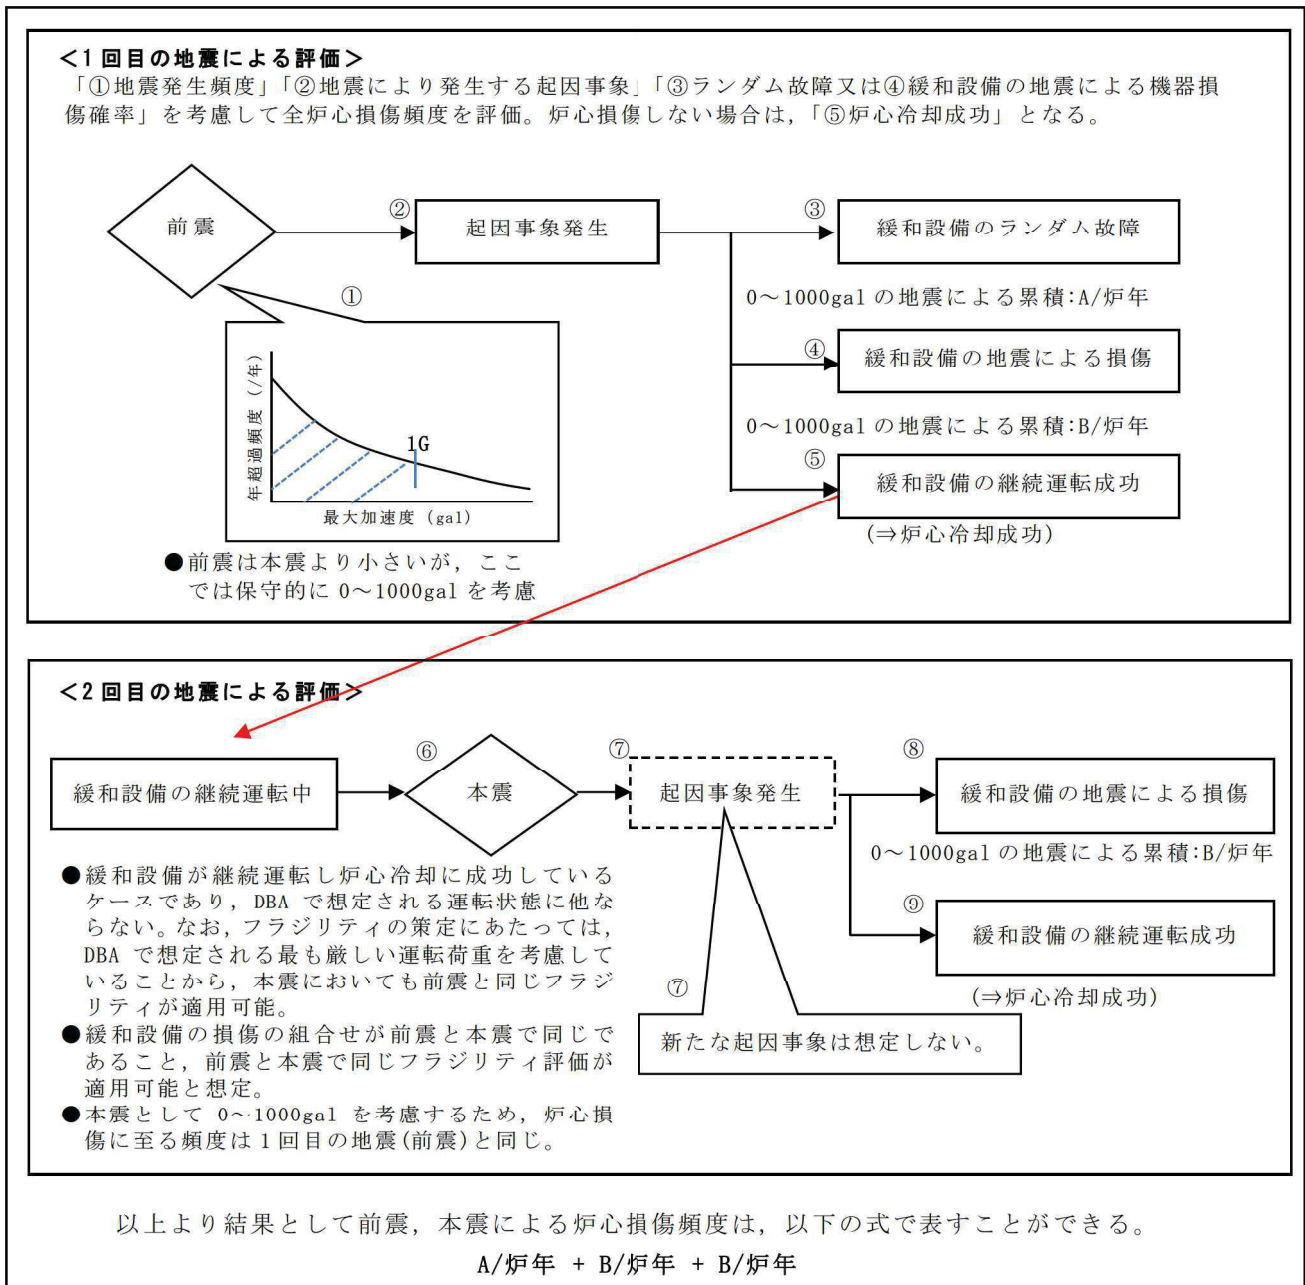 ＜1回目の地震による評価＞
「①地震発生頻度」「②地震により発生する起因事象」「③ランダム故障又は④緩和設備の地震による機器損
傷確率」を考慮して全炉心損傷頻度を評価。炉心損傷しない場合は，「⑤炉心冷却成功」となる。
前震
②
起因事象発生
③
緩和設備のランダム故障
0～1000gal の地震による累積:A/炉年
①
年超過頻度（/年）
1G
最大加速度 (gal)
④
緩和設備の地震による損傷
0～1000gal の地震による累積:B/炉年
⑤
緩和設備の継続運転成功
(⇒炉心冷却成功)
●前震は本震より小さいが，ここ
では保守的に 0～1000gal を考慮
＜2回目の地震による評価＞
緩和設備の継続運転中
⑥
本震
⑦
起因事象発生
⑧
緩和設備の地震による損傷
0～1000gal の地震による累積:B/炉年
⑨
緩和設備の継続運転成功
(⇒炉心冷却成功)
⑦
新たな起因事象は想定しない。
●緩和設備が継続運転し炉心冷却に成功している
ケースであり，DBA で想定される運転状態に他な
らない。なお，フラジリティの策定にあたっては，
DBA で想定される最も厳しい運転荷重を考慮して
いることから，本震においても前震と同じフラジ
リティが適用可能。
●緩和設備の損傷の組合せが前震と本震で同じで
あること，前震と本震で同じフラジリティ評価が
適用可能と想定。
●本震として 0～1000gal を考慮するため，炉心損
傷に至る頻度は 1 回目の地震(前震)と同じ。
以上より結果として前震，本震による炉心損傷頻度は，以下の式で表すことができる。
A/炉年 + B/炉年 + B/炉年